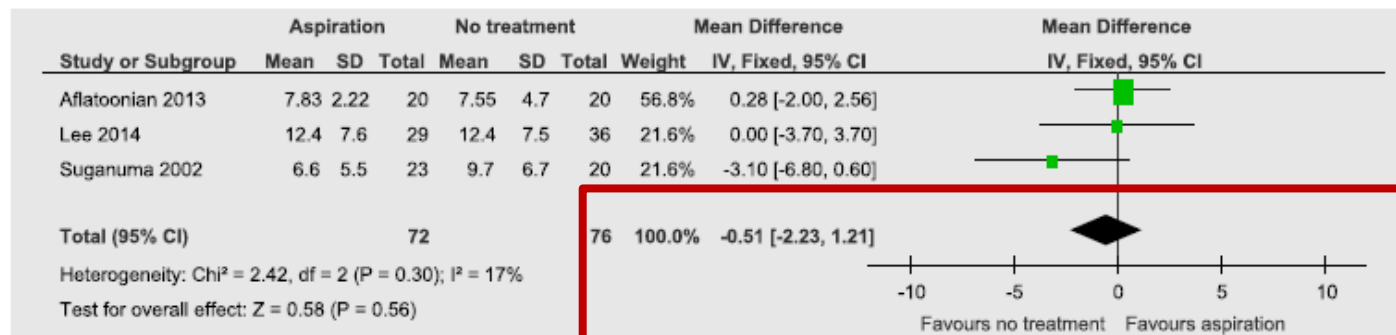 Aspiration No treatment Mean Difference Mean Difference
Study or Subgroup Mean SD Total Mean SD Total Weight IV, Fixed, 95% CI IV, Fixed, 95% CI
Aflatoonian 2013 7.83 2.22 20 7.55 4.7 20 56.8% 0.28 [-2.00, 2.56]
Lee 2014 12.4 7.6 29 12.4 7.5 36 21.6% 0.00 [-3.70, 3.70]
Suganuma 2002 6.6 5.5 23 9.7 6.7 20 21.6% -3.10 [-6.80, 0.60]
Total (95% CI) 72 76 100.0% -0.51 [-2.23, 1.21]
Heterogeneity: Chi² = 2.42, df = 2 (P = 0.30); I² = 17%
Test for overall effect: Z = 0.58 (P = 0.56)
-10 -5 0 5 10
Favours no treatment Favours aspiration